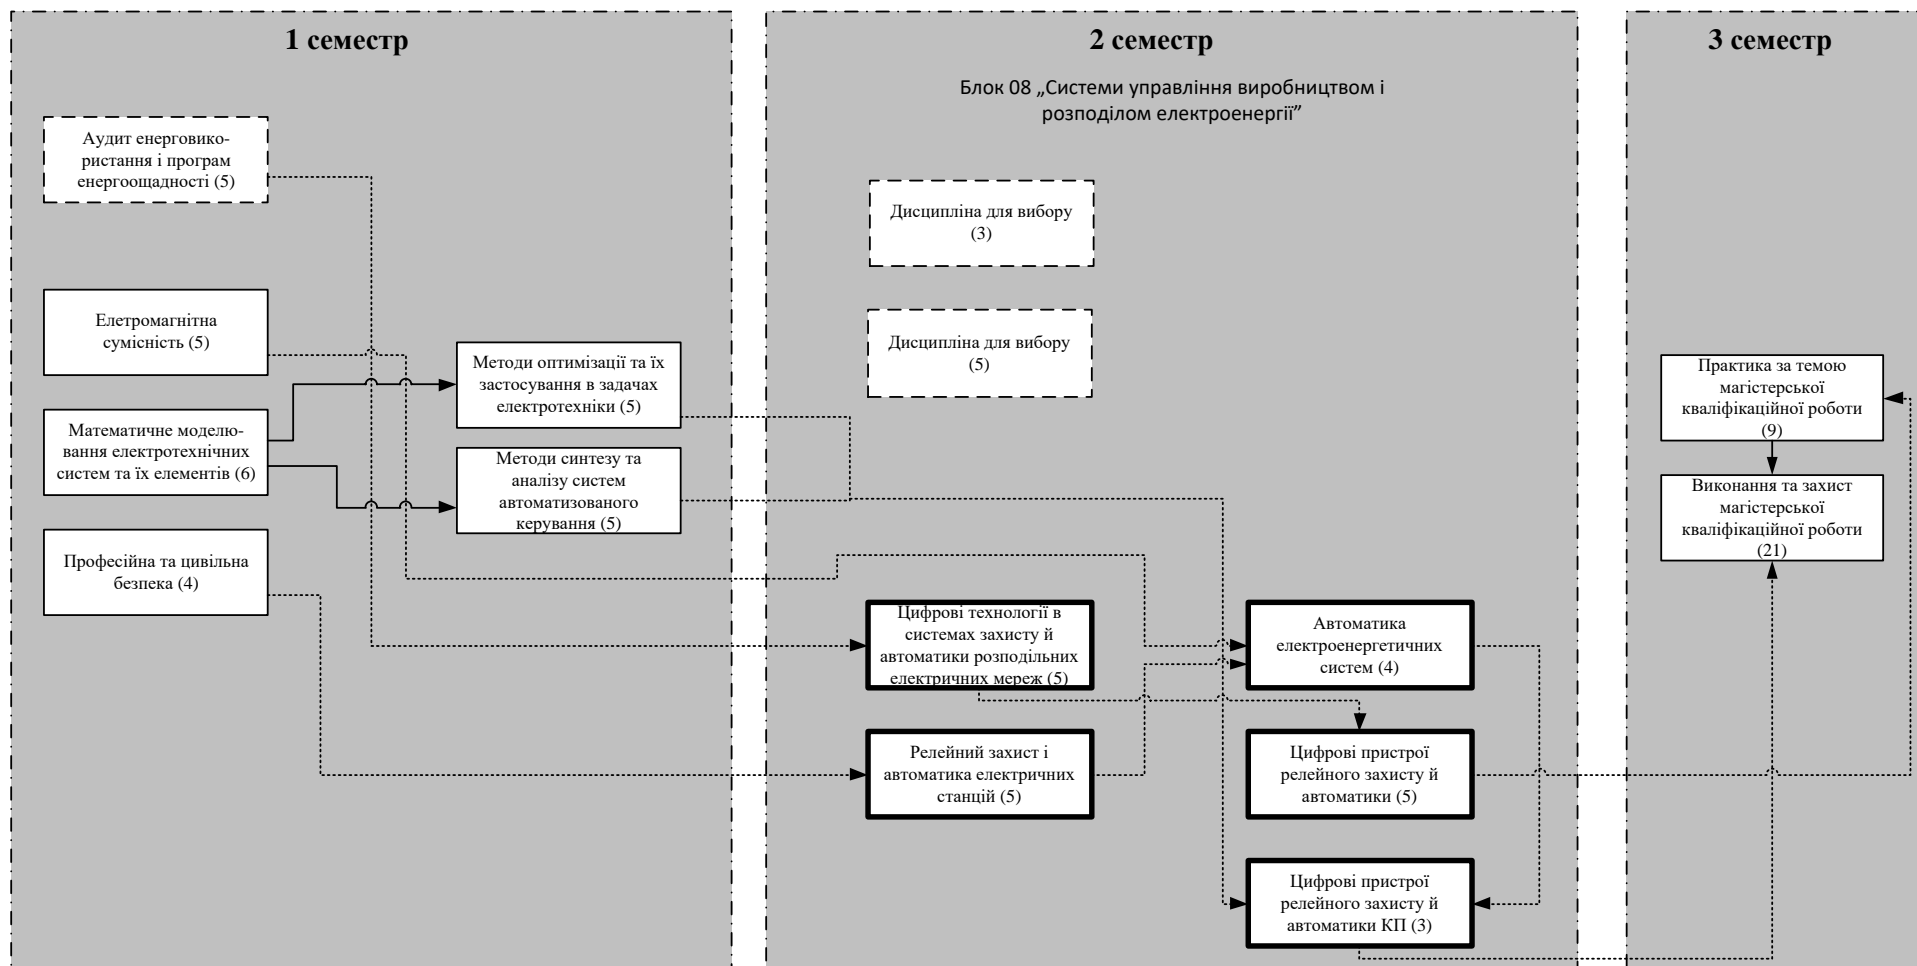 1 семестр
Аудит енерговико-
ристання і програм
енергоощадності (5)
Елетромагнітна
сумісність (5)
Математичне моделю-
вання електротехнічних
систем та їх елементів (6)
Професійна та цивільна
безпека (4)
Методи оптимізації та їх
застосування в задачах
електротехніки (5)
Методи синтезу та
аналізу систем
автоматизованого
керування (5)
2 семестр
Блок 08 „Системи управління виробництвом і
розподілом електроенергії”
Дисципліна для вибору
(3)
Дисципліна для вибору
(5)
Цифрові технології в
системах захисту й
автоматики розподільних
електричних мереж (5)
Релейний захист і
автоматика електричних
станцій (5)
Автоматика
електроенергетичних
систем (4)
Цифрові пристрої
релейного захисту й
автоматики (5)
Цифрові пристрої
релейного захисту й
автоматики КП (3)
3 семестр
Практика за темою
магістерської
кваліфікаційної роботи
(9)
Виконання та захист
магістерської
кваліфікаційної роботи
(21)